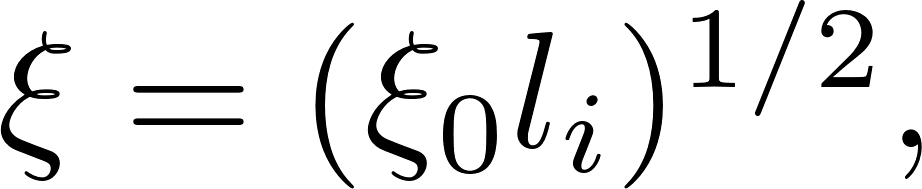 ξ = (ξ₀lᵢ)^{1/2},